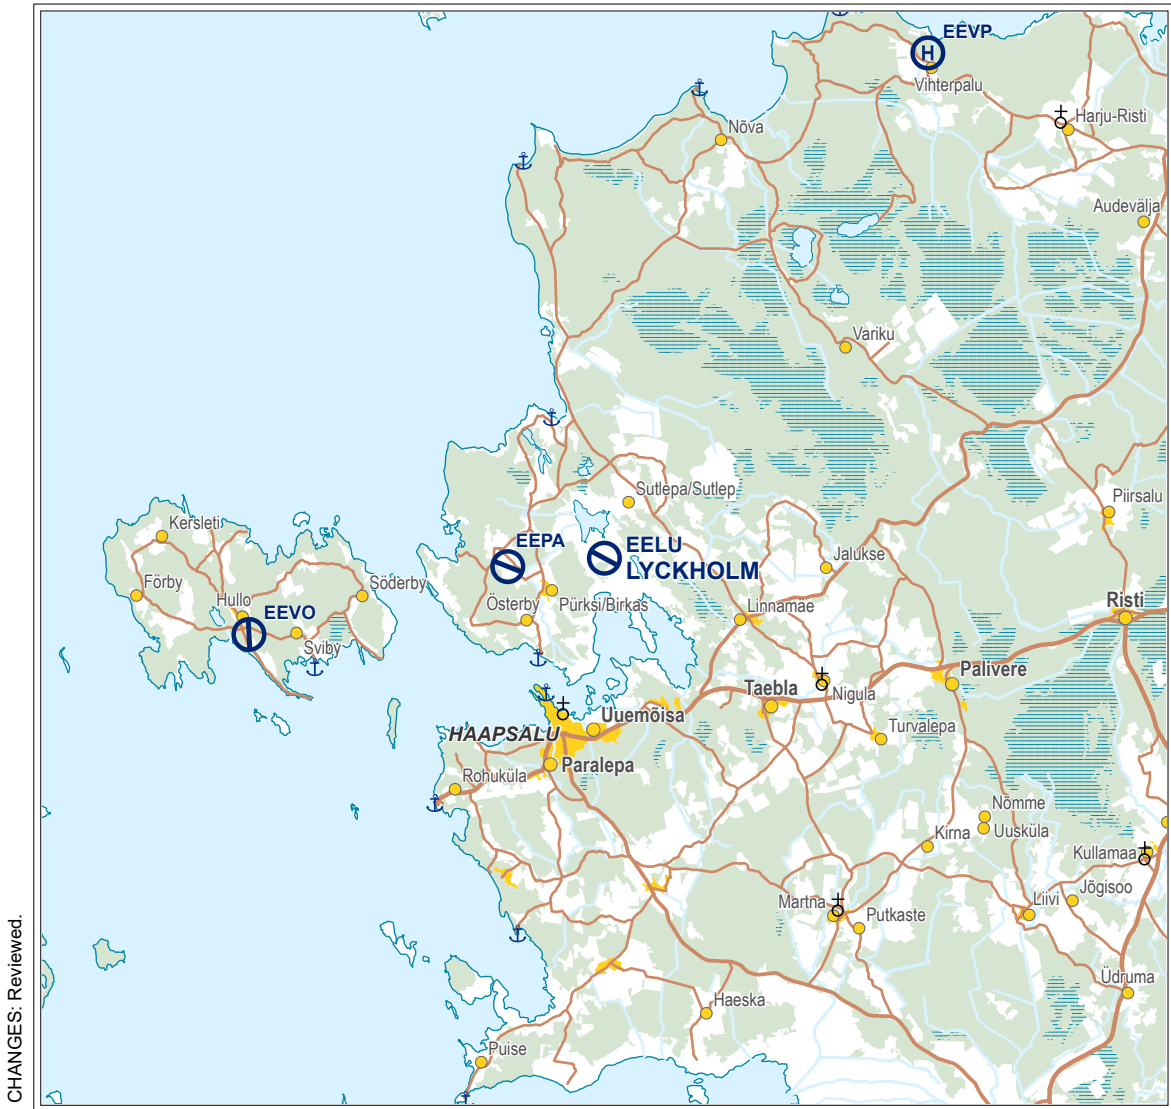 EEVP
H
Vihterpalu
Harju-Risti
Nõva
Audevälja
Variku
Sutlepa/Sutlep
Piirsalu
Kersleti
EEPA
EELU
LYCKHOLM
Jalukse
Förby
Söderby
Hullo
EEVO
Sviby
Österby
Pürksi/Birkas
Linnamäe
Risti
Palivere
Taebla
Nigula
Uuemõisa
HAAPSALU
Turvalepa
Paralepa
Rohuküla
Nõmme
Uusküla
Kirna
Kullamaa
Martna
Putkaste
Liivi
Jõgisoo
Üdruma
Haeska
Puise
CHANGES: Reviewed.